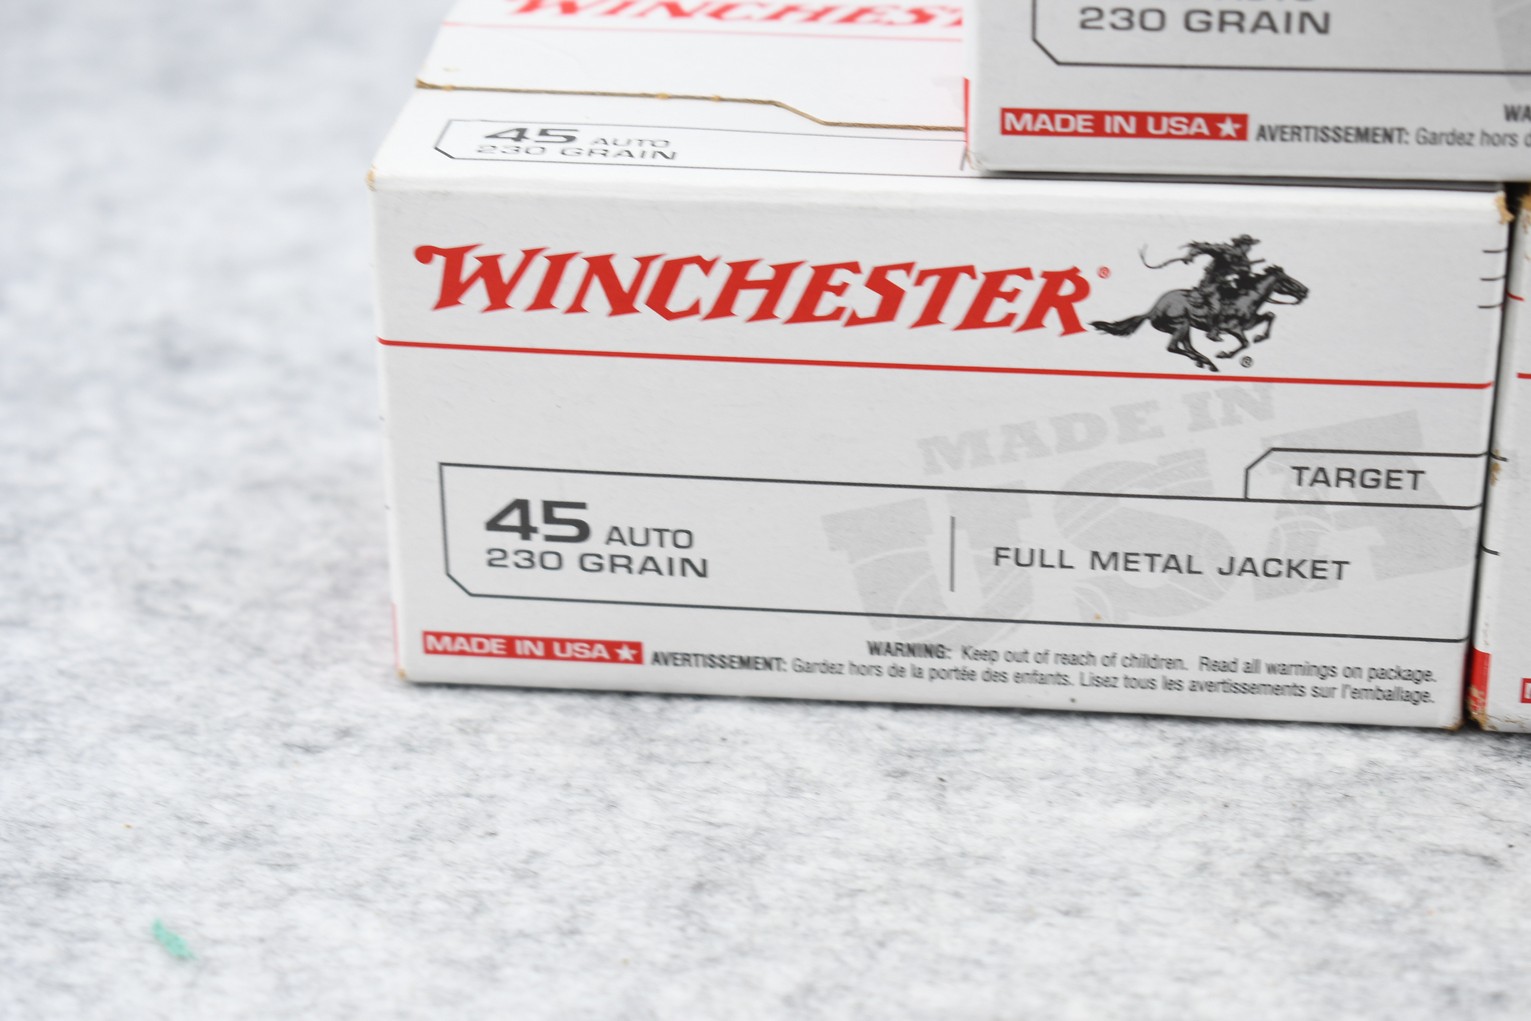 WINCHEST
45 AUTO
230 GRAIN
230 GRAIN
MADE IN USA
AVERTISSEMENT: Gardez hors
WINCHESTER®
®
MADE IN
USA
TARGET
45 AUTO
230 GRAIN
FULL METAL JACKET
MADE IN USA
WARNING: Keep out of reach of children. Read all warnings on package.
AVERTISSEMENT: Gardez hors de la portée des enfants. Lisez tous les avertissements sur l'emballage.